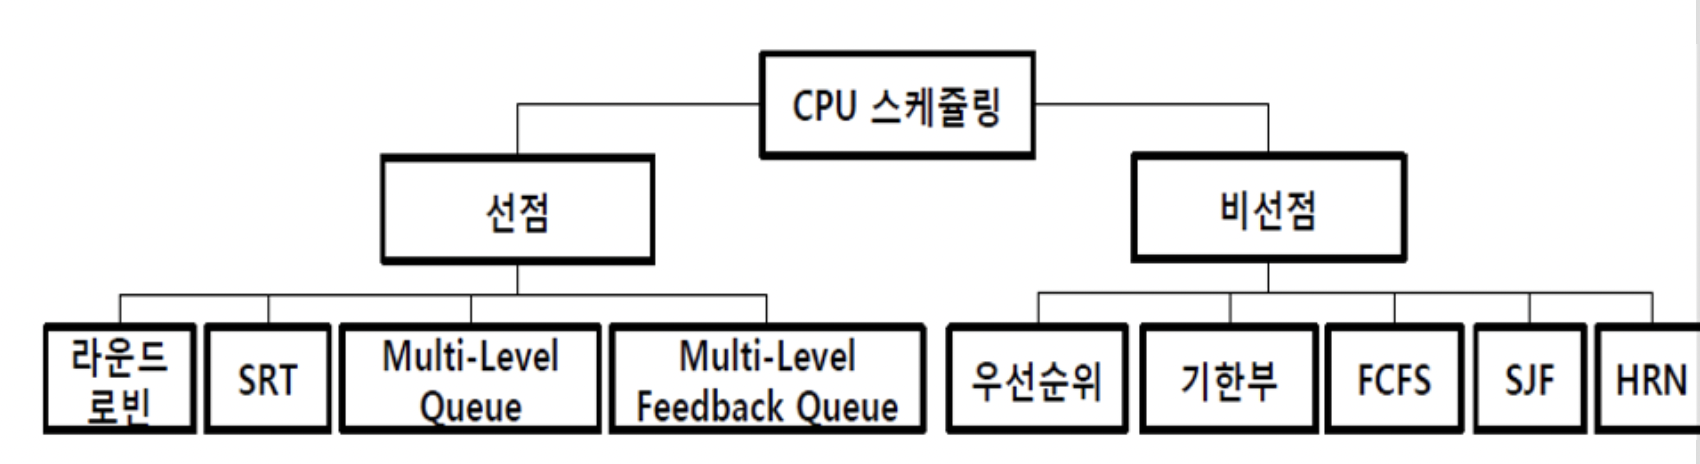 CPU 스케쥴링
선점
비선점
라운드
로빈
SRT
Multi-Level
Queue
Multi-Level
Feedback Queue
우선순위
기한부
FCFS
SJF
HRN